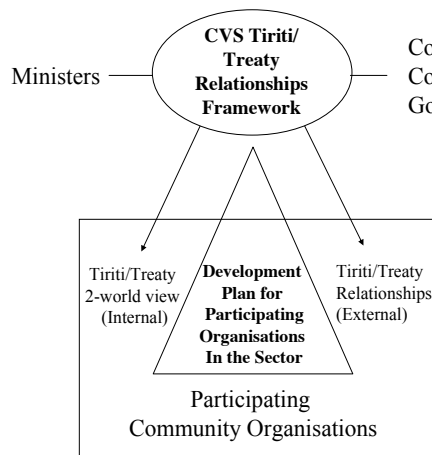 CVS Tiriti/
Treaty
Relationships
Framework
Ministers
Co
Co
Go
Tiriti/Treaty
2-world view
(Internal)
Development
Plan for
Participating
Organisations
In the Sector
Tiriti/Treaty
Relationships
(External)
Participating
Community Organisations